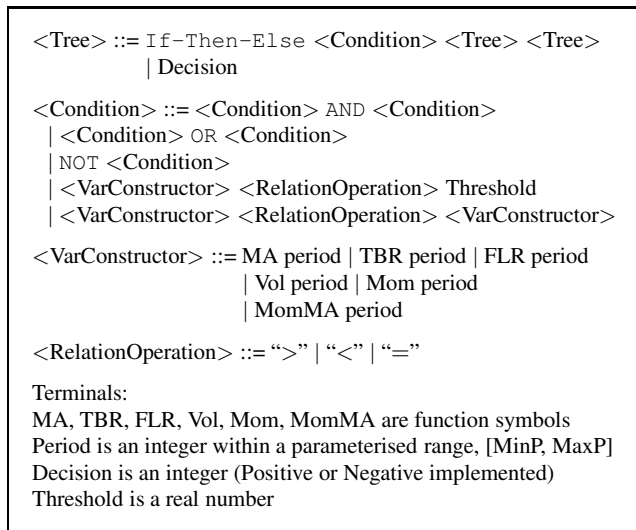 <Tree> ::= If-Then-Else <Condition> <Tree> <Tree>
| Decision
<Condition> ::= <Condition> AND <Condition>
| <Condition> OR <Condition>
| NOT <Condition>
| <VarConstructor> <RelationOperation> Threshold
| <VarConstructor> <RelationOperation> <VarConstructor>
<VarConstructor> ::= MA period | TBR period | FLR period
| Vol period | Mom period
| MomMA period
<RelationOperation> ::= “>” | “<” | “=”
Terminals:
MA, TBR, FLR, Vol, Mom, MomMA are function symbols
Period is an integer within a parameterised range, [MinP, MaxP]
Decision is an integer (Positive or Negative implemented)
Threshold is a real number